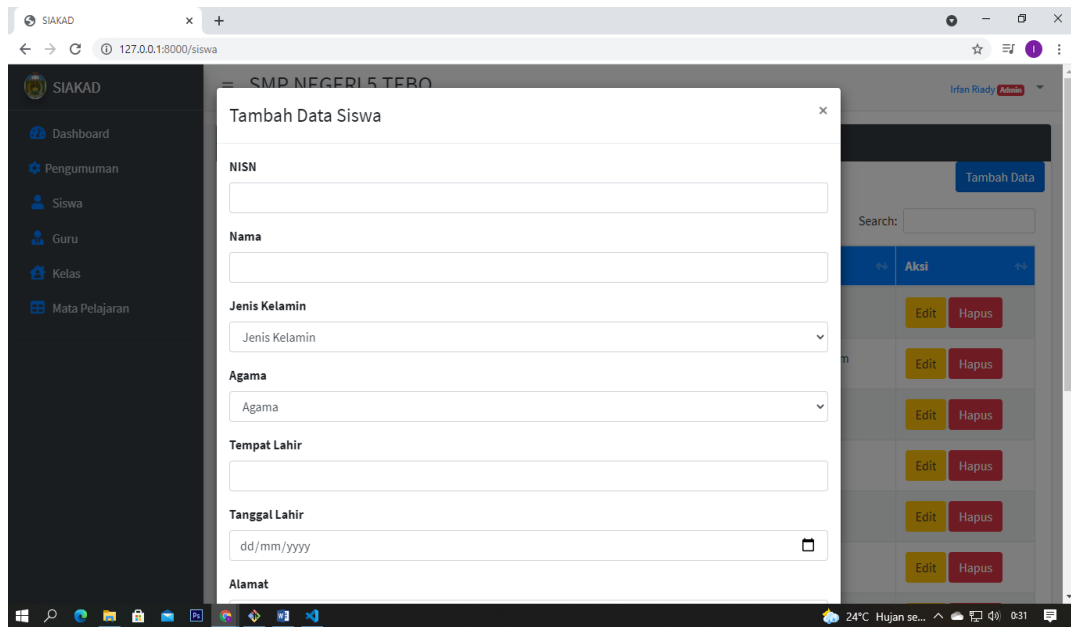 SIAKAD
127.0.0.1:8000/siswa
I
SIAKAD
SMP NEGERI 5 TEBO
Irfan Riady Admin
Dashboard
Pengumuman
Siswa
Guru
Kelas
Mata Pelajaran
Tambah Data Siswa
×
NISN
Nama
Jenis Kelamin
Jenis Kelamin
Agama
Agama
Tempat Lahir
Tanggal Lahir
dd/mm/yyyy
Alamat
Tambah Data
Search:
Aksi
Edit Hapus
m
Edit Hapus
Edit Hapus
Edit Hapus
Edit Hapus
Edit Hapus
Ps
24°C Hujan se...
0:31